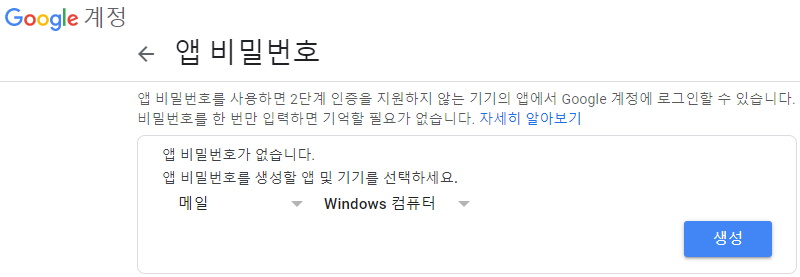 Google 계정
앱 비밀번호
앱 비밀번호를 사용하면 2단계 인증을 지원하지 않는 기기의 앱에서 Google 계정에 로그인할 수 있습니다.
비밀번호를 한 번만 입력하면 기억할 필요가 없습니다. 자세히 알아보기
앱 비밀번호가 없습니다.
앱 비밀번호를 생성할 앱 및 기기를 선택하세요.
메일 Windows 컴퓨터
생성